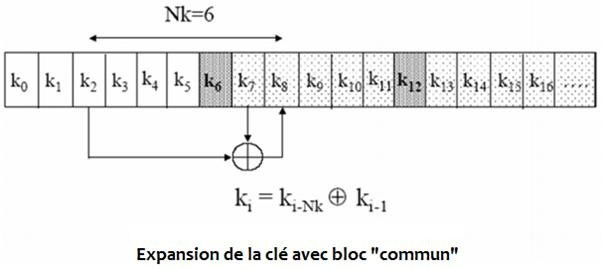 Nk=6
k0 k1 k2 k3 k4 k5 k6 k7 k8 k9 k10 k11 k12 k13 k14 k15 k16 ....
ki = ki-Nk ⊕ ki-1
Expansion de la clé avec bloc "commun"